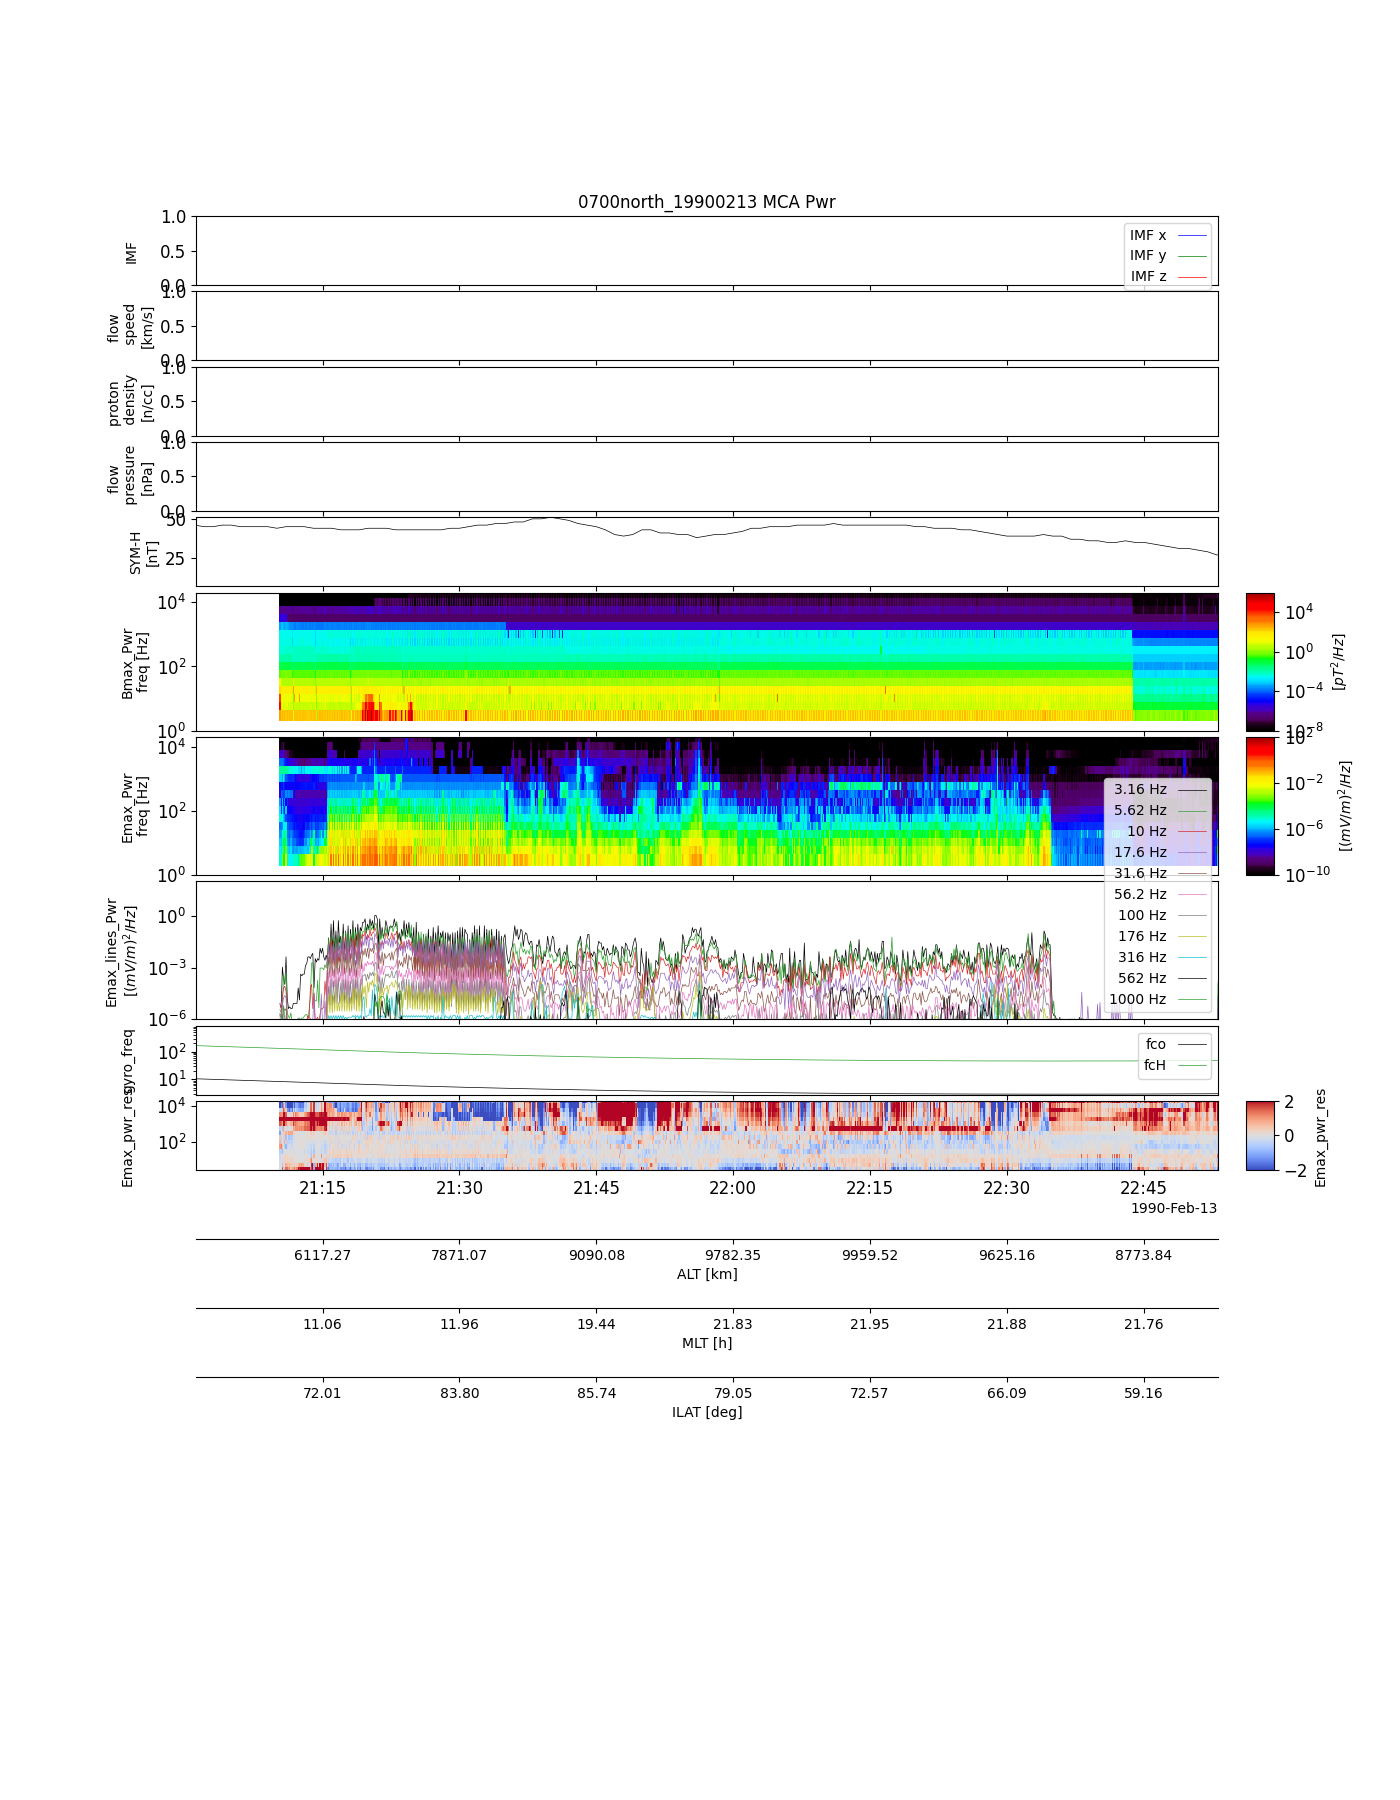 0700north_19900213 MCA Pwr
1.0
0.5
0.0
IMF
IMF x
IMF y
IMF z
1.0
0.5
0.0
flow
speed
[km/s]
1.0
0.5
0.0
proton
density
[n/cc]
1.0
0.5
0.0
flow
pressure
[nPa]
50
25
SYM-H
[nT]
10^4
10^2
10^0
Bmax_Pwr
freq [Hz]
10^4
10^0
10^-4
10^-8
[pT^2/Hz]
10^4
10^2
10^0
Emax_Pwr
freq [Hz]
10^2
10^-2
10^-6
10^-10
[(mV/m)^2/Hz]
3.16 Hz
5.62 Hz
10 Hz
17.6 Hz
31.6 Hz
56.2 Hz
100 Hz
176 Hz
316 Hz
562 Hz
1000 Hz
10^0
10^-3
10^-6
Emax_lines_Pwr
[(mV/m)^2/Hz]
10^2
10^1
gyro_freq
fco
fcH
10^4
10^2
Emax_pwr_res
2
0
−2
Emax_pwr_res
21:15 21:30 21:45 22:00 22:15 22:30 22:45
1990-Feb-13
6117.27 7871.07 9090.08 9782.35 9959.52 9625.16 8773.84
ALT [km]
11.06 11.96 19.44 21.83 21.95 21.88 21.76
MLT [h]
72.01 83.80 85.74 79.05 72.57 66.09 59.16
ILAT [deg]